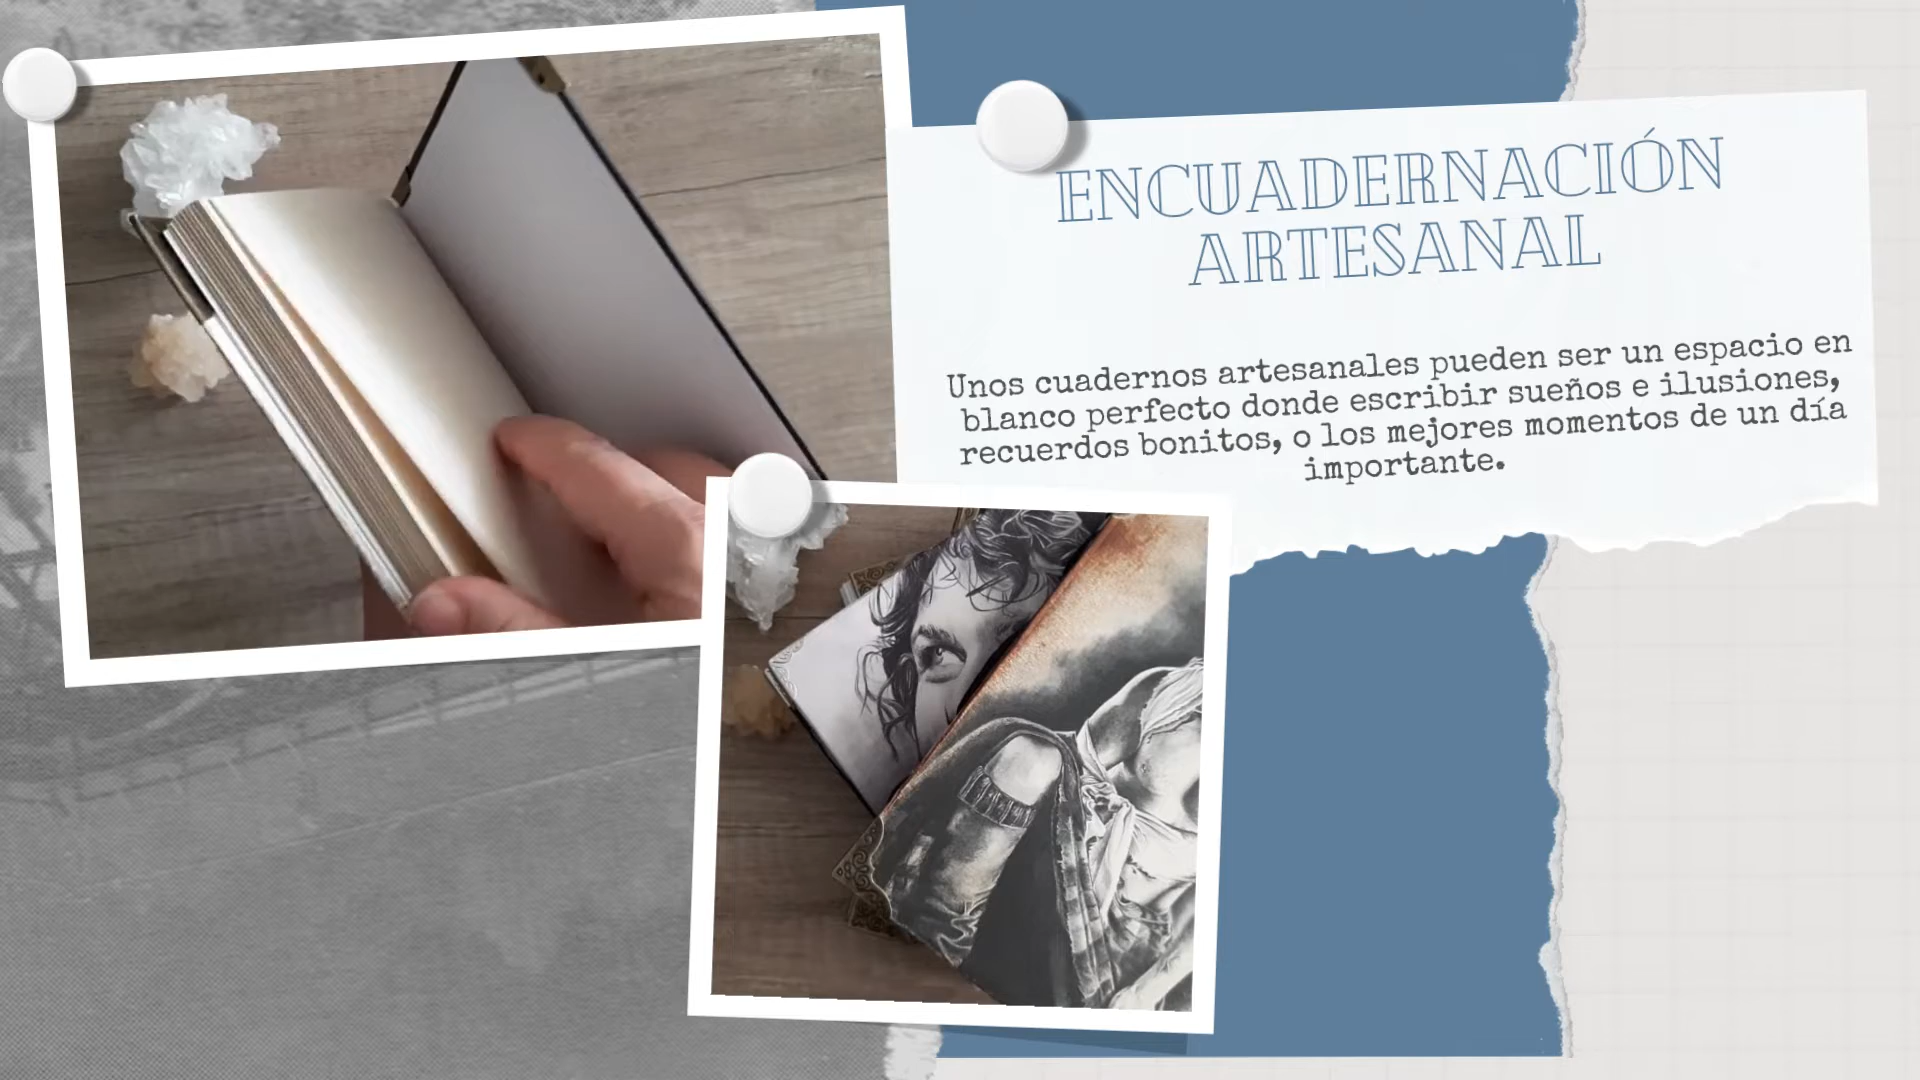 ENCUADERNACIÓN
ARTESANAL
Unos cuadernos artesanales pueden ser un espacio en
blanco perfecto donde escribir sueños e ilusiones,
recuerdos bonitos, o los mejores momentos de un día
importante.